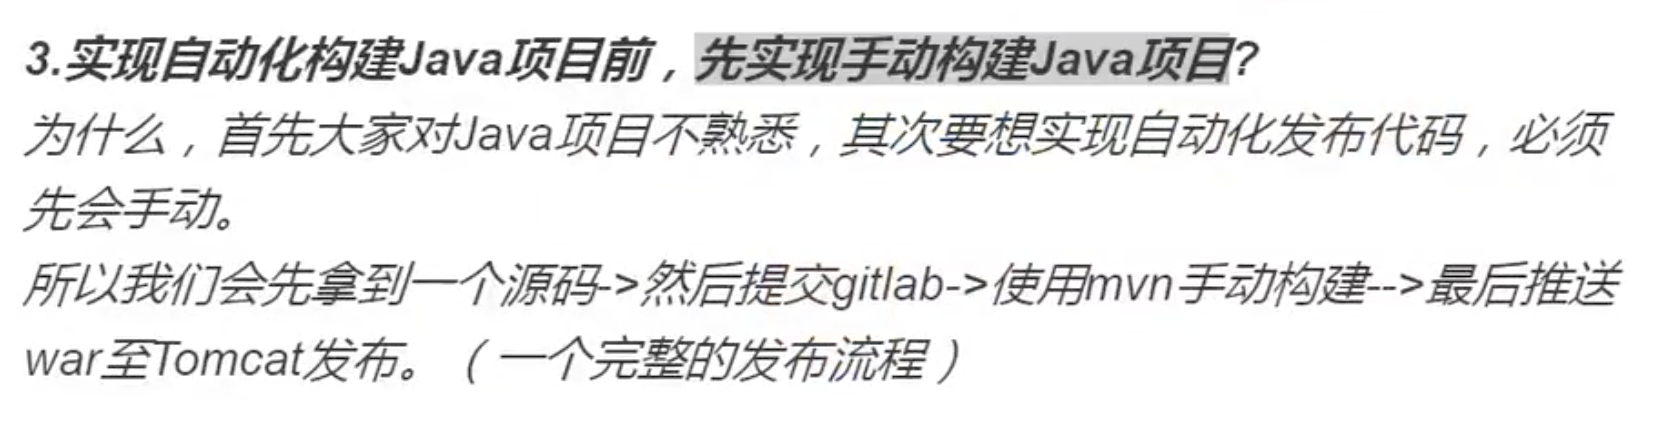 3.实现自动化构建Java项目前，先实现手动构建Java项目?
为什么，首先大家对Java项目不熟悉，其次要想实现自动化发布代码，必须
先会手动。
所以我们会先拿到一个源码->然后提交gitlab->使用mvn手动构建-->最后推送
war至Tomcat发布。（一个完整的发布流程）